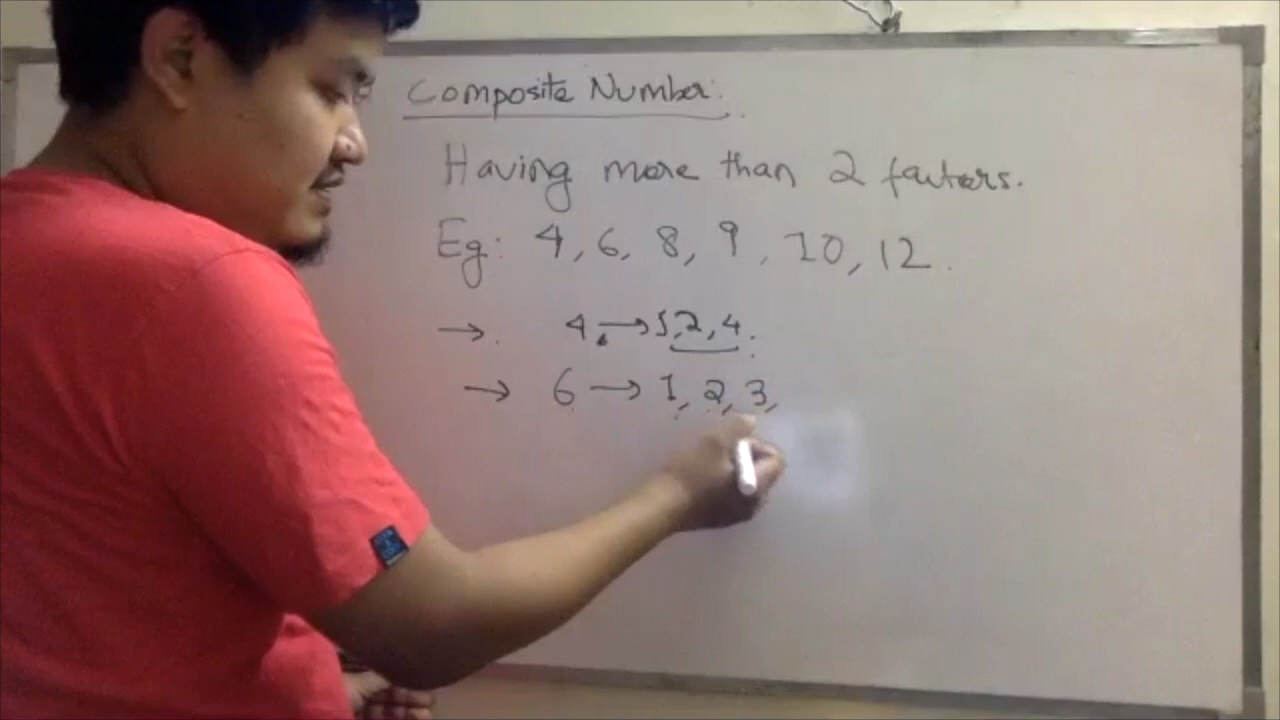 Composite Number:
Having more than 2 factors.
Eg: 4, 6, 8, 9, 10, 12.
→ 4 → 1, 2, 4.
→ 6 → 1, 2, 3,